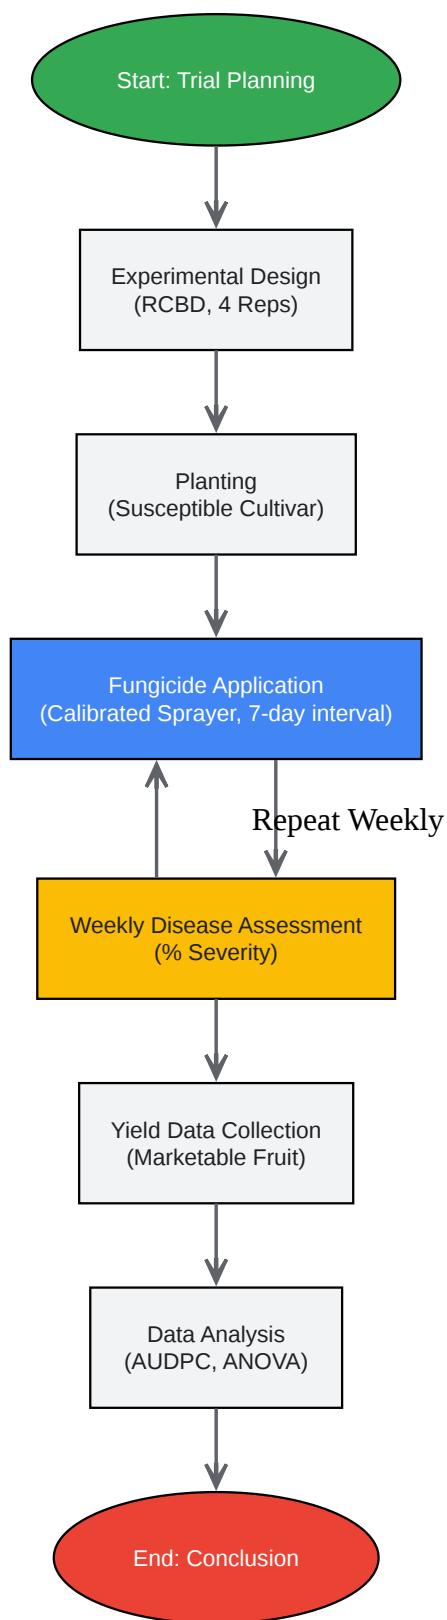 Start: Trial Planning
Experimental Design
(RCBD, 4 Reps)
Planting
(Susceptible Cultivar)
Fungicide Application
(Calibrated Sprayer, 7-day interval)
Repeat Weekly
Weekly Disease Assessment
(% Severity)
Yield Data Collection
(Marketable Fruit)
Data Analysis
(AUDPC, ANOVA)
End: Conclusion